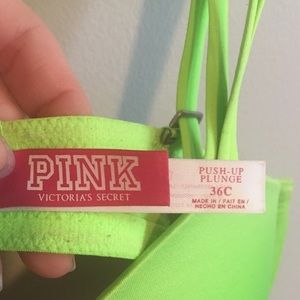 PINK
VICTORIA'S SECRET
PUSH-UP
PLUNGE
36C
MADE IN / FAIT EN /
HECHO EN CHINA.